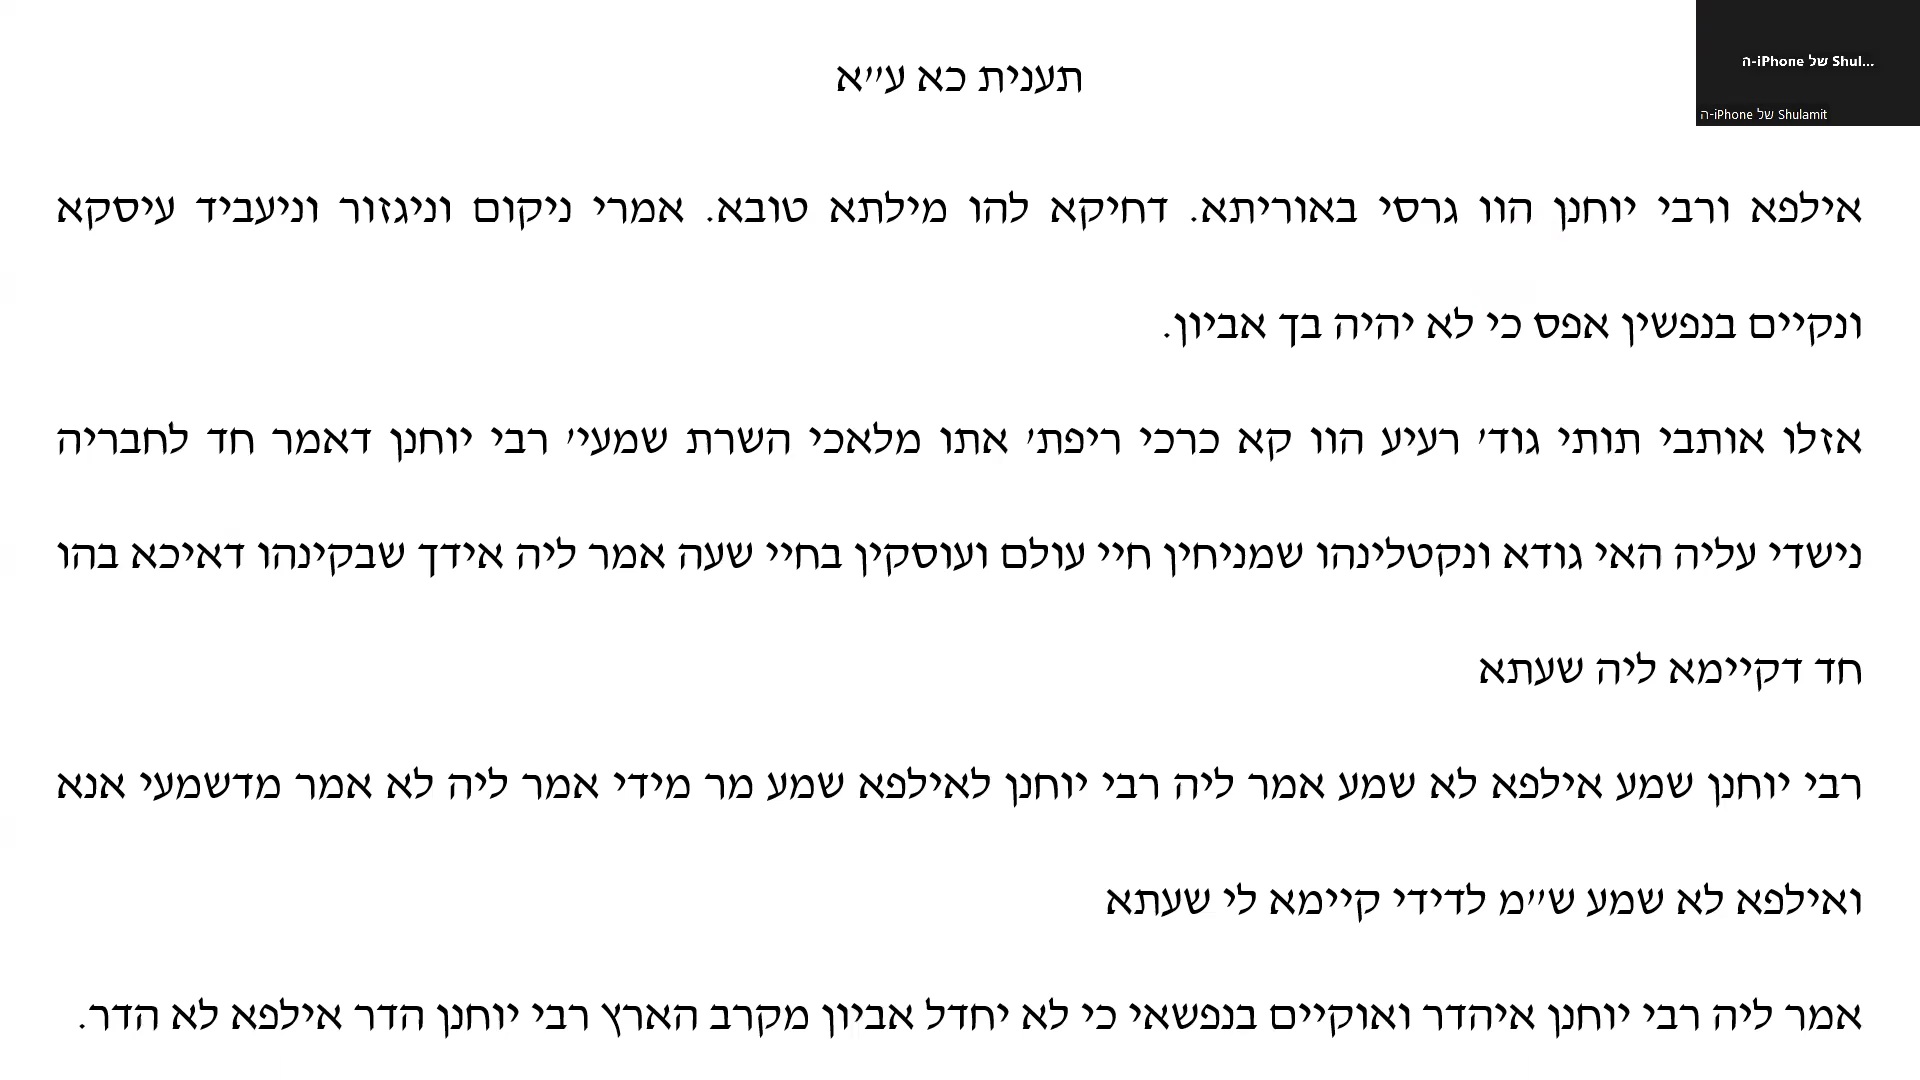 תענית כא ע״א
ה-iPhone של Shul...
ה-iPhone של Shulamit
אילפא ורבי יוחנן הוו גרסי באוריתא. דחיקא להו מילתא טובא. אמרי ניקום וניגזור וניעביד עיסקא
ונקיים בנפשין אפס כי לא יהיה בך אביון.
אזלו אותבי תותי גוד׳ רעיע הוו קא כרכי ריפת׳ אתו מלאכי השרת שמעי׳ רבי יוחנן דאמר חד לחבריה
נישדי עליה האי גודא ונקטלינהו שמניחין חיי עולם ועוסקין בחיי שעה אמר ליה אידך שבקינהו דאיכא בהו
חד דקיימא ליה שעתא
רבי יוחנן שמע אילפא לא שמע אמר ליה רבי יוחנן לאילפא שמע מר מידי אמר ליה לא אמר מדשמעי אנא
ואילפא לא שמע ש״מ לדידי קיימא לי שעתא
אמר ליה רבי יוחנן איהדר ואוקיים בנפשאי כי לא יחדל אביון מקרב הארץ רבי יוחנן הדר אילפא לא הדר.